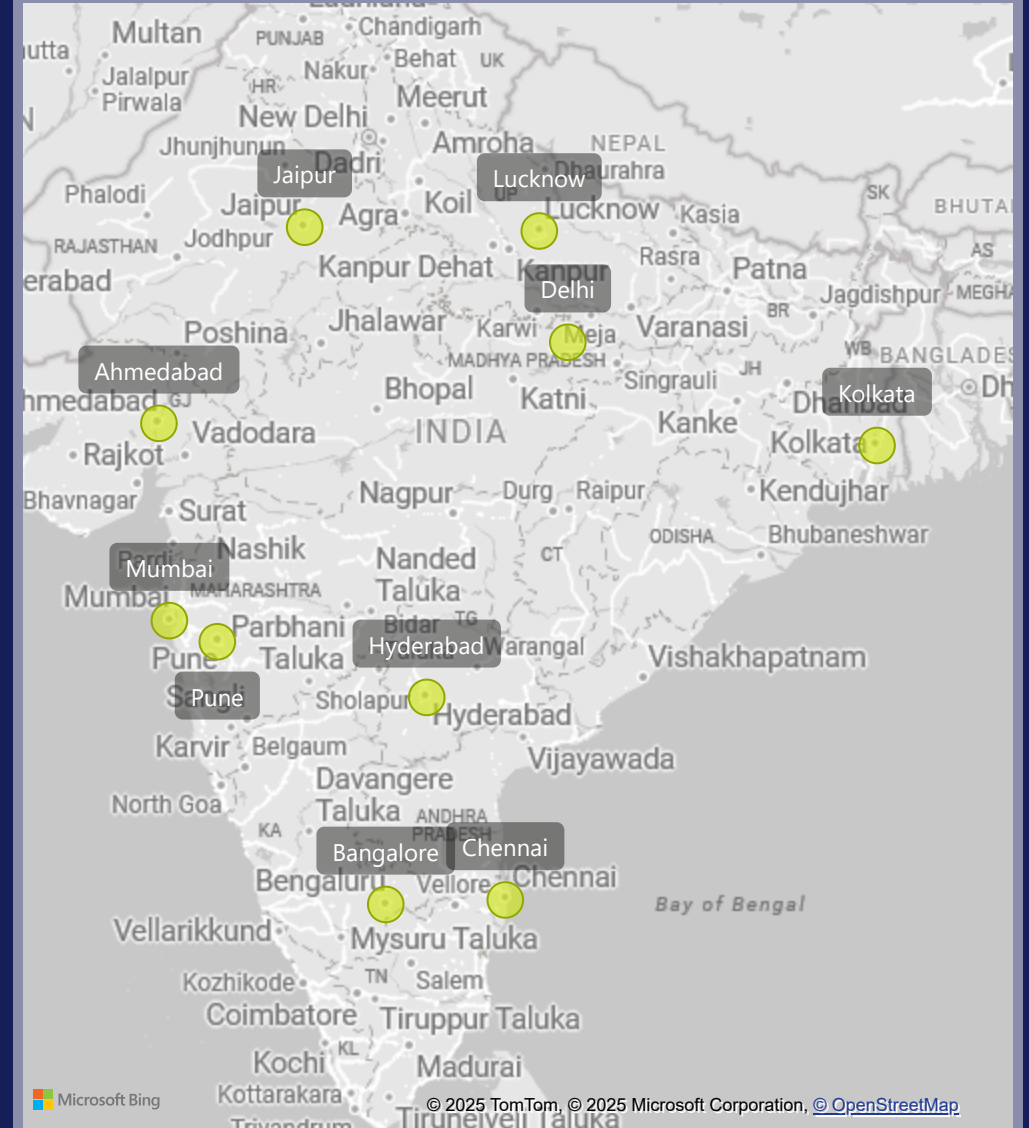 Multan
PUNJAB
Chandigarh
Jalalpur
Pirwala
Nakur
Behat
UK
HR
Meerut
New Delhi
Jhunjhunun
Dadri
Amroha
NEPAL
Jaipur
Lucknow
Dhaurahra
UP
Phalodi
Jaipur
Agra
Koil
Lucknow
Kasia
SK
RAJASTHAN
Jodhpur
Kanpur Dehat
Kanpur
Rasra
Patna
AS
Delhi
BR
Jagdishpur
Poshina
Jhalawar
Karwi
Meja
Varanasi
WB
MADHYA PRADESH
JH
Ahmedabad
GJ
Bhopal
Katni
Singrauli
Kolkata
Dhanbad
Vadodara
INDIA
Kanke
Kolkata
Rajkot
Bhavnagar
Surat
Nagpur
Durg
Raipur
Kendujhar
Nashik
Nanded
Taluka
CT
ODISHA
Bhubaneshwar
Mumbai
MAHARASHTRA
Mumbai
Parbhani
Taluka
Bidar
TG
Hyderabad
Warangal
Pune
Vishakhapatnam
Pune
Sangli
Sholapur
Hyderabad
Karvir
Belgaum
Vijayawada
North Goa
Davangere
Taluka
ANDHRA
PRADESH
KA
Bangalore
Chennai
Bengaluru
Vellore
Chennai
Bay of Bengal
Vellarikkund
Mysuru Taluka
Kozhikode
TN
Salem
Coimbatore
Tiruppur Taluka
Kochi
KL
Madurai
Kottarakara
Microsoft Bing
© 2025 TomTom, © 2025 Microsoft Corporation, © OpenStreetMap
Tirunelveli Taluka
Trivandrum